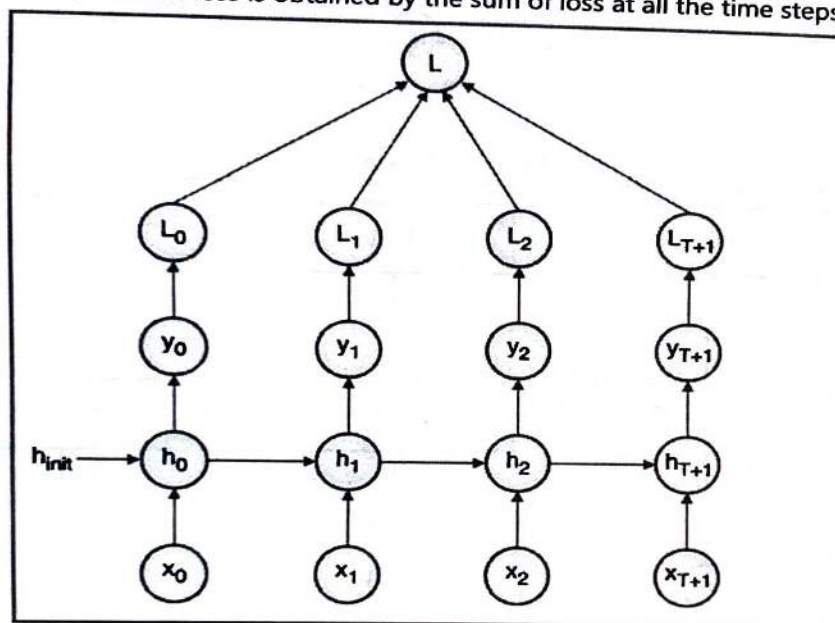 is obtained by the sum of loss at all the time steps
L
L0 L1 L2 LT+1
y0 y1 y2 yT+1
hinit h0 h1 h2 hT+1
x0 x1 x2 xT+1